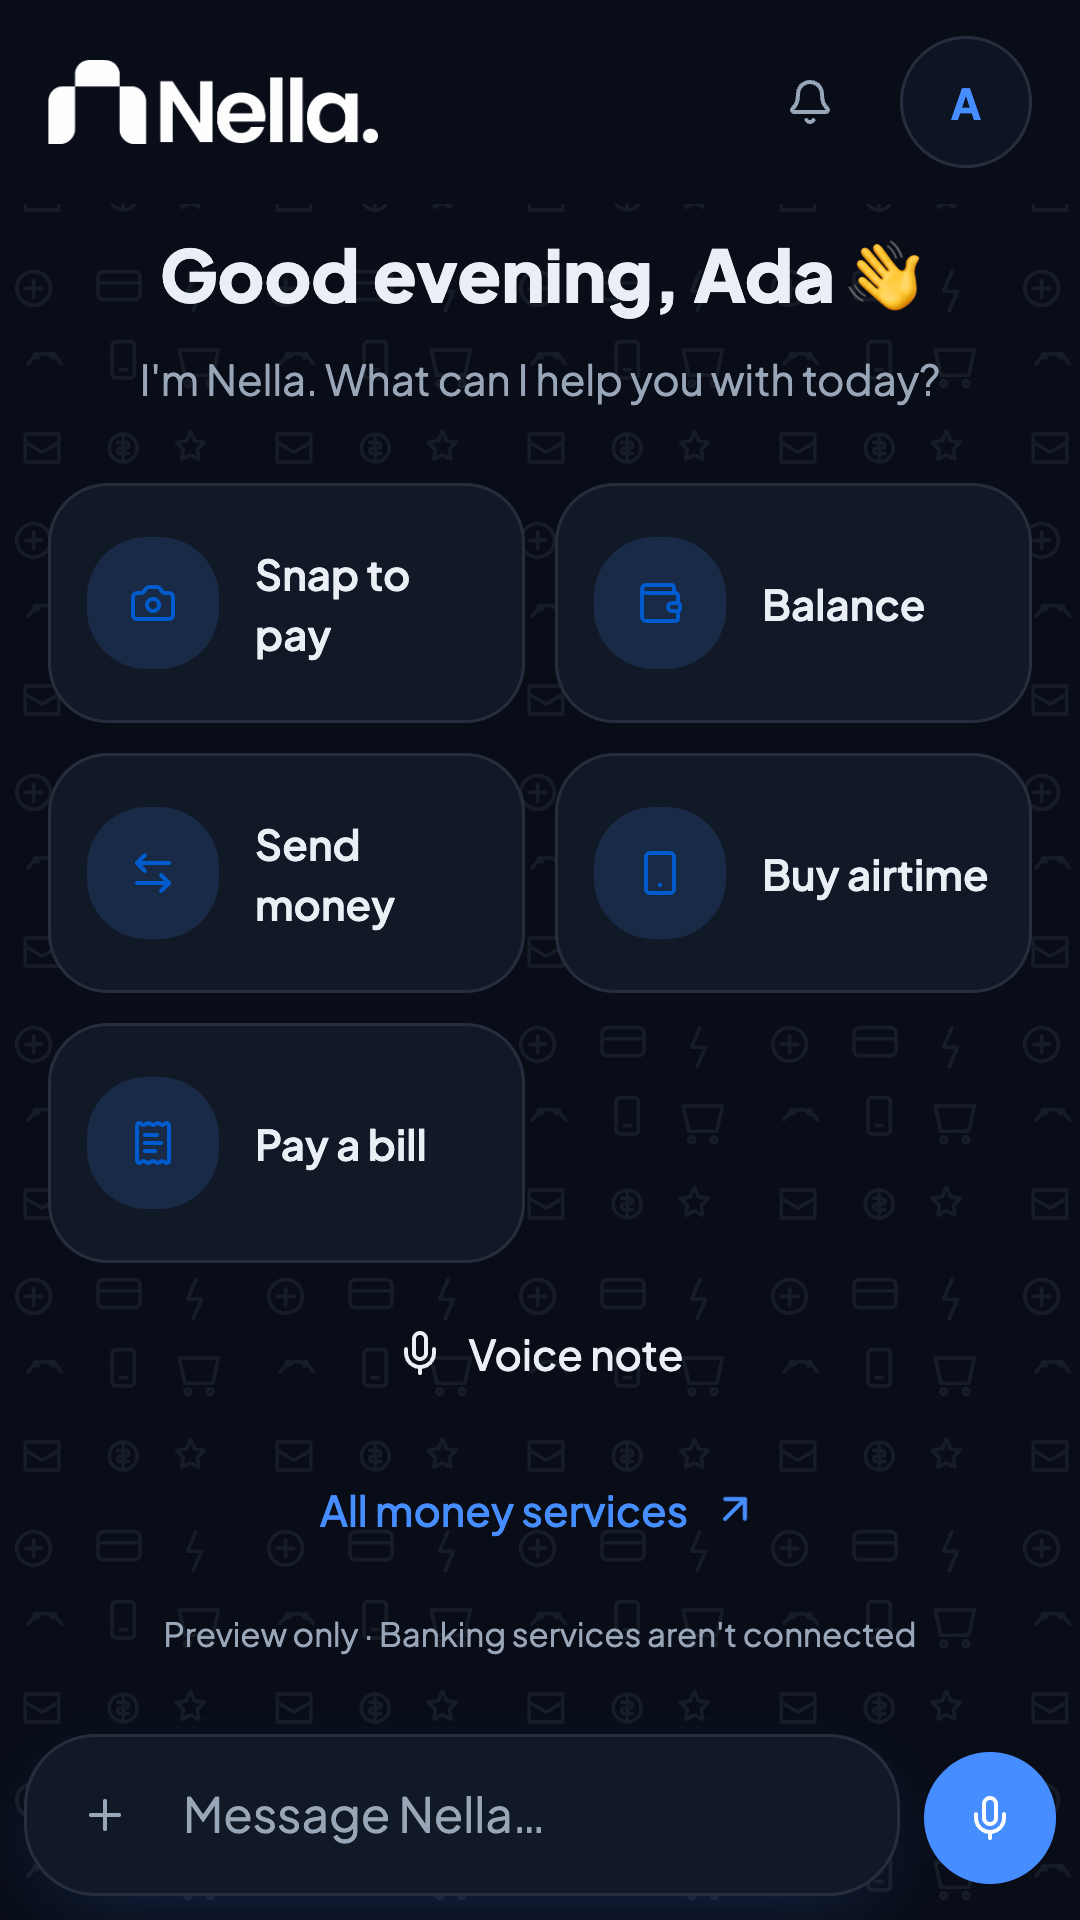 Nella.
A
Good evening, Ada 👋
I'm Nella. What can I help you with today?
Snap to
pay
Balance
Send
money
Buy airtime
Pay a bill
Voice note
All money services
Preview only · Banking services aren't connected
Message Nella...